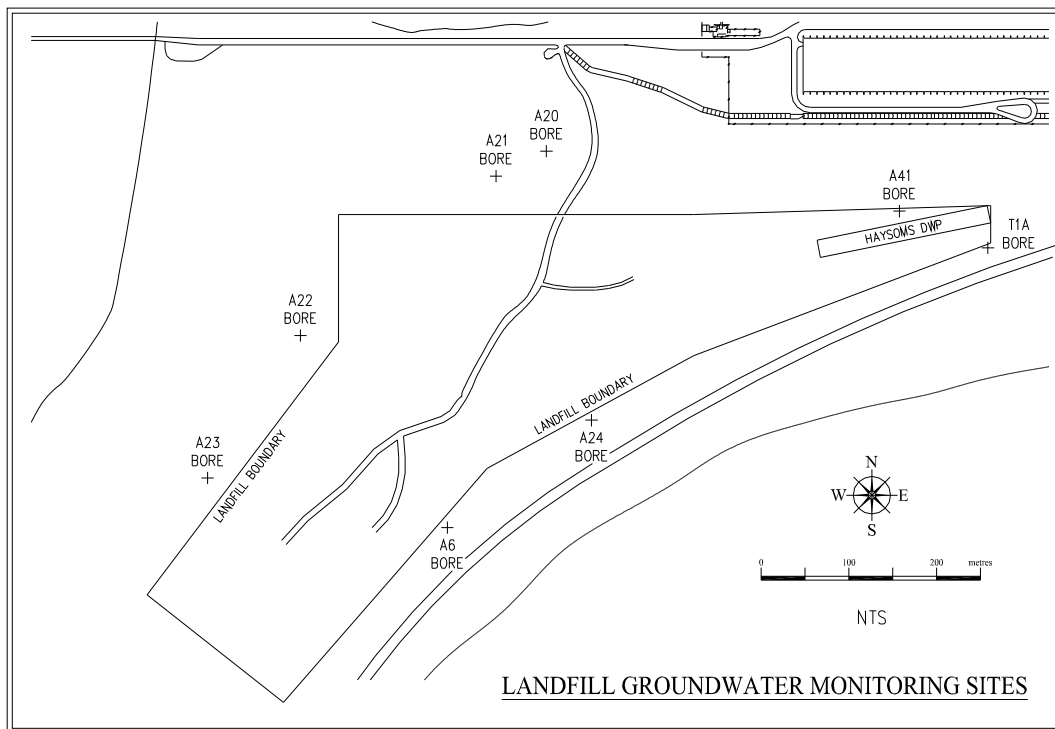 A20
BORE
A21
BORE
A41
BORE
HAYSOMS DWP
T1A
BORE
A22
BORE
LANDFILL BOUNDARY
A24
BORE
A23
BORE
LANDFILL BOUNDARY
A6
BORE
N
W E
S
0 100 200 metres
NTS
LANDFILL GROUNDWATER MONITORING SITES